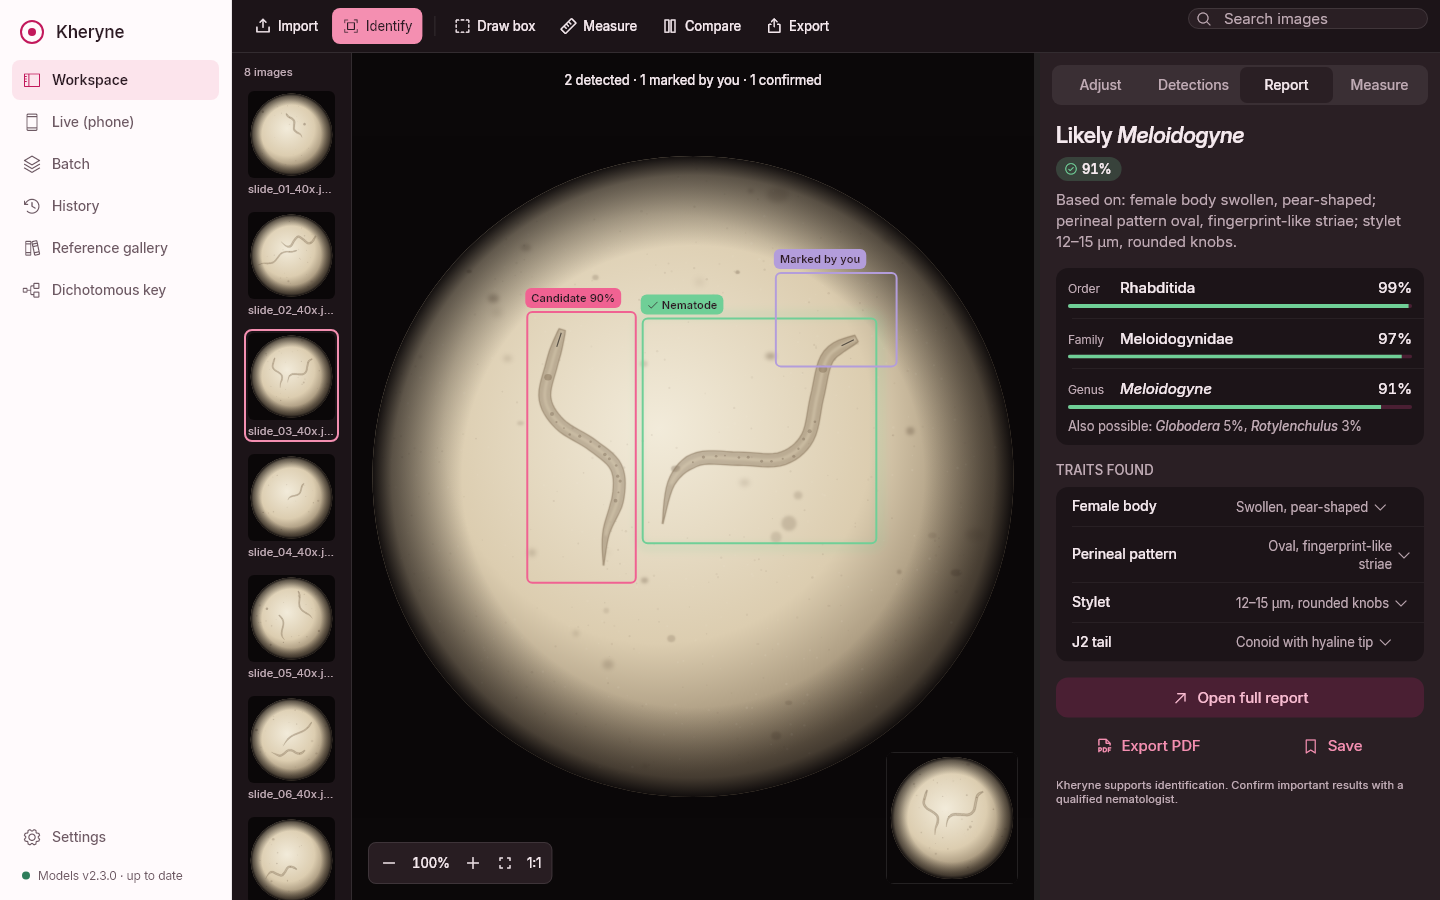 Kheryne
Workspace
Live (phone)
Batch
History
Reference gallery
Dichotomous key
Settings
Models v2.3.0 · up to date
Import
Identify
Draw box
Measure
Compare
Export
Search images
8 images
slide_01_40x.j...
slide_02_40x.j...
slide_03_40x.j...
slide_04_40x.j...
slide_05_40x.j...
slide_06_40x.j...
2 detected · 1 marked by you · 1 confirmed
Marked by you
Candidate 90%
Nematode
100%
1:1
Adjust
Detections
Report
Measure
Likely Meloidogyne
91%
Based on: female body swollen, pear-shaped;
perineal pattern oval, fingerprint-like striae; stylet
12–15 µm, rounded knobs.
Order Rhabditida 99%
Family Meloidogynidae 97%
Genus Meloidogyne 91%
Also possible: Globodera 5%, Rotylenchulus 3%
TRAITS FOUND
Female body Swollen, pear-shaped
Perineal pattern Oval, fingerprint-like
striae
Stylet 12–15 µm, rounded knobs
J2 tail Conoid with hyaline tip
Open full report
Export PDF
Save
Kheryne supports identification. Confirm important results with a
qualified nematologist.